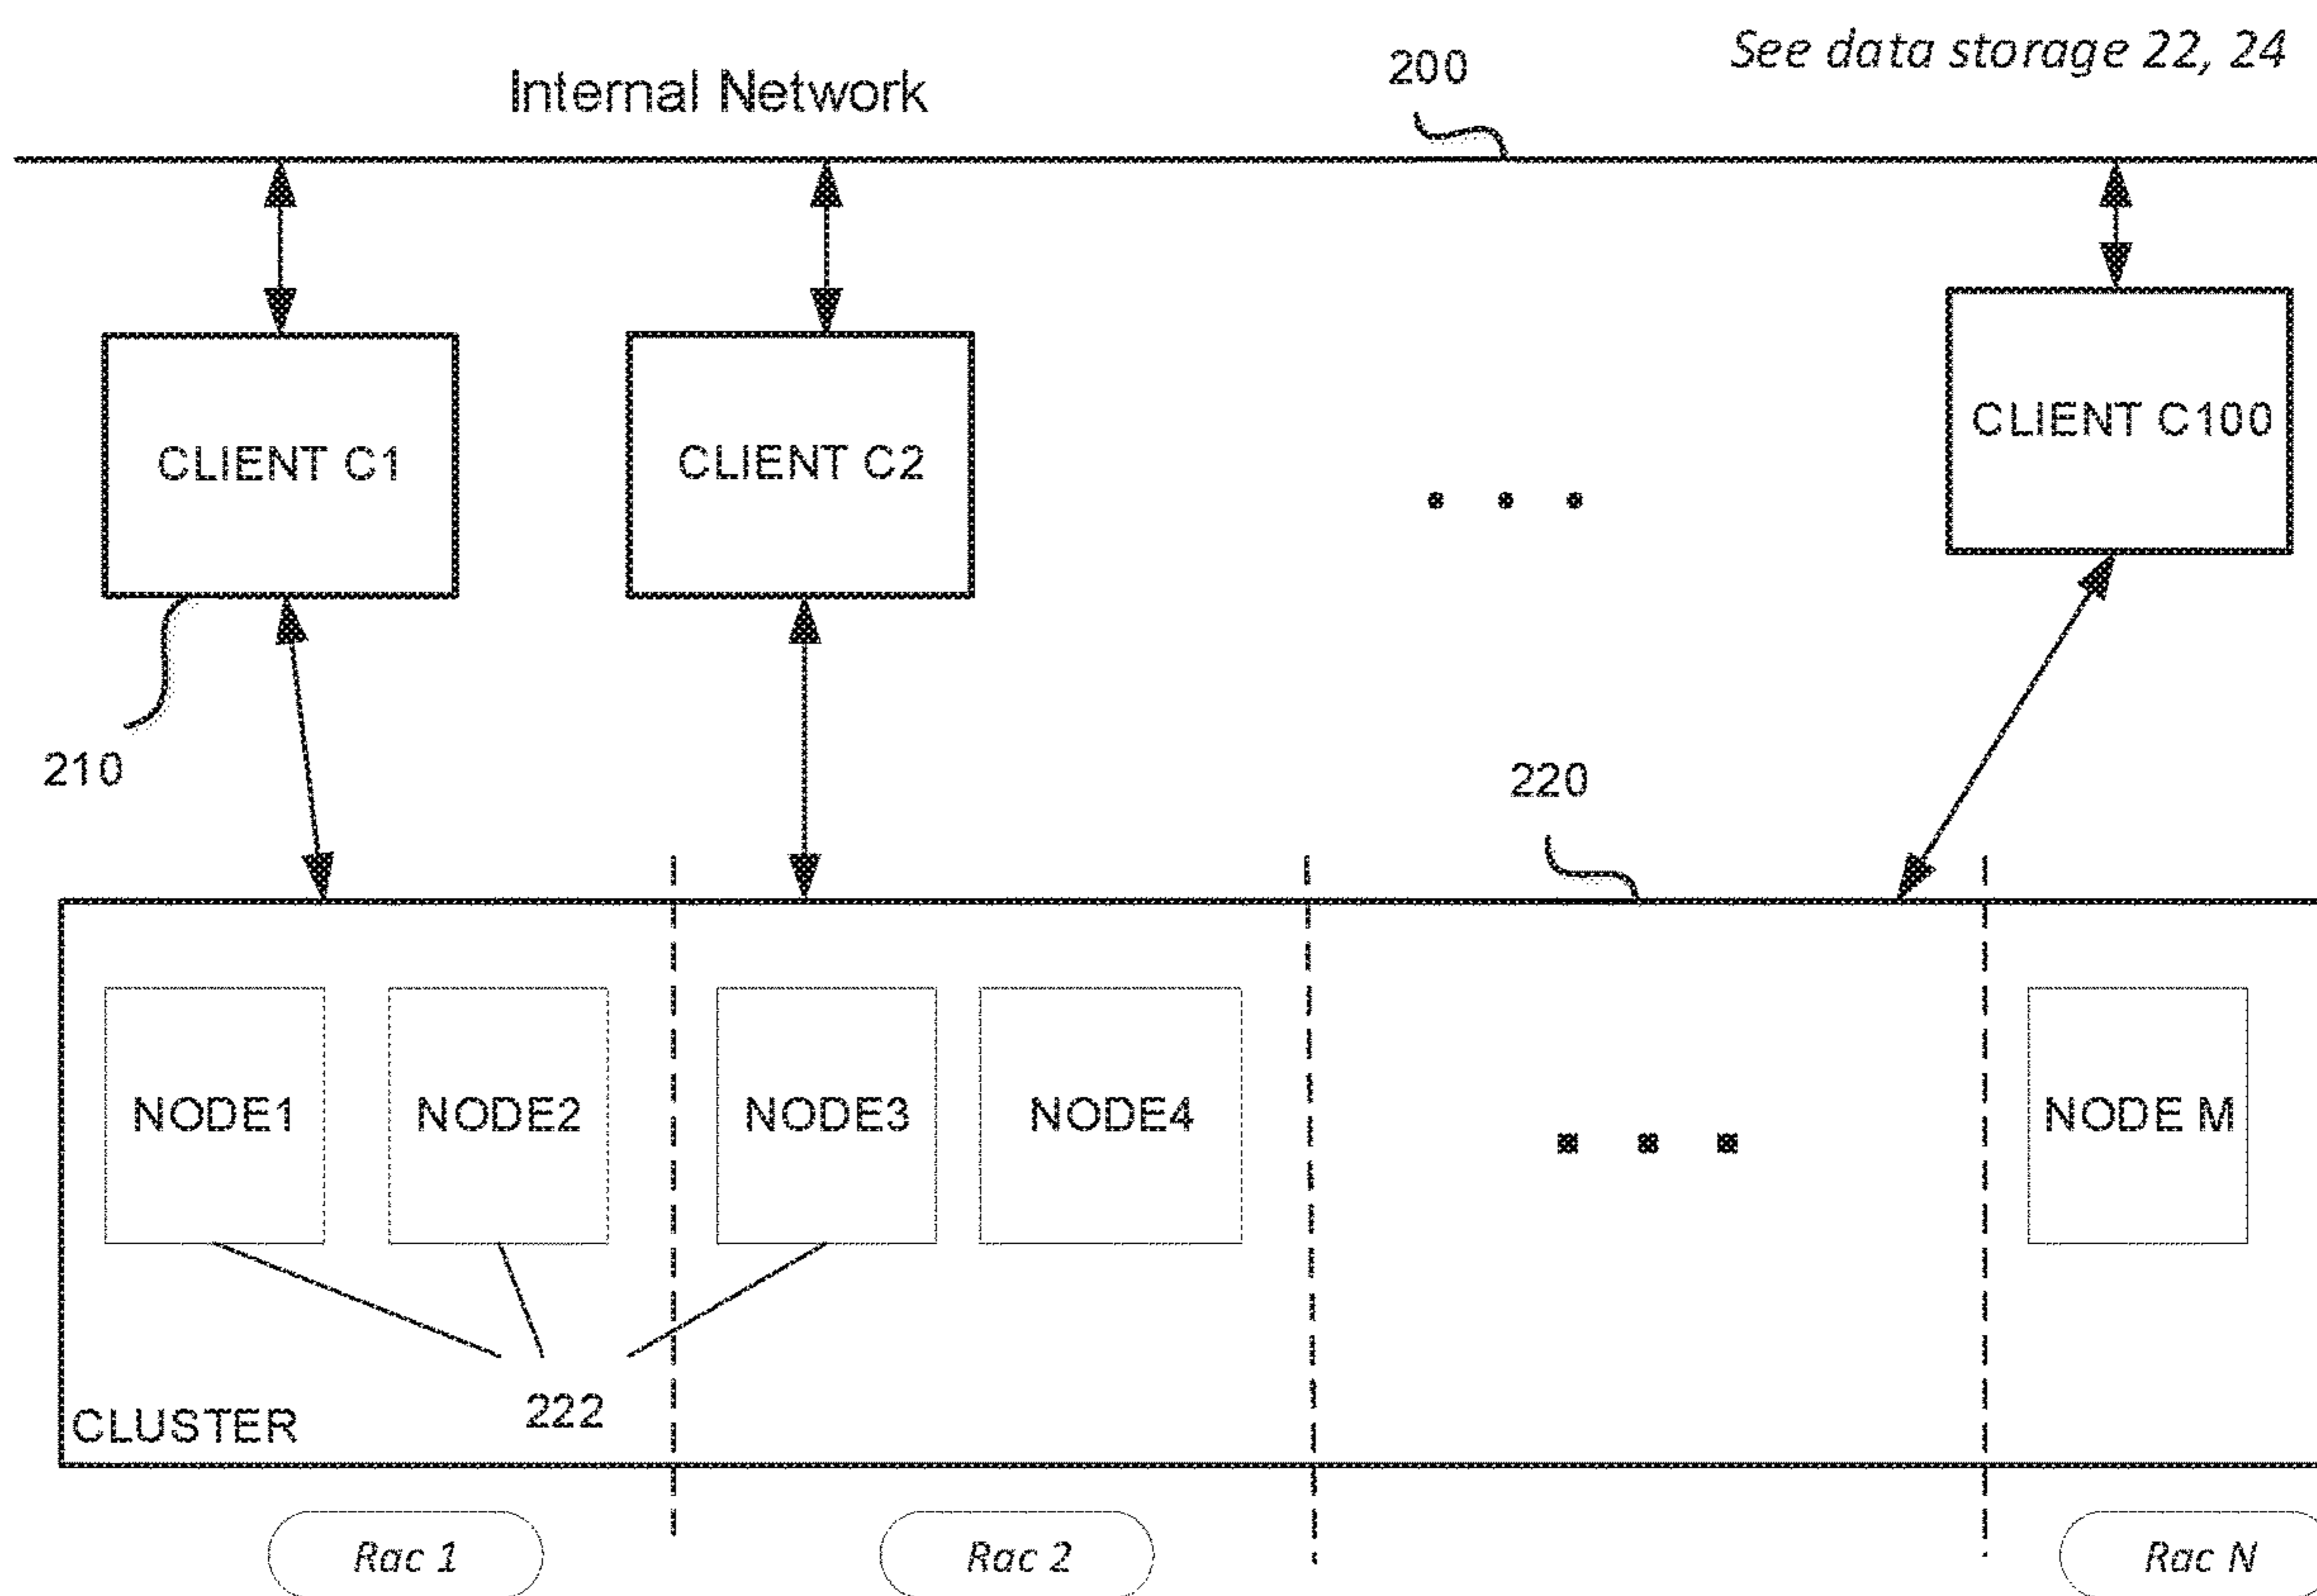 See data storage 22, 24
Internal Network
200
CLIENT C1
CLIENT C2
CLIENT C100
210
220
NODE1
NODE2
NODE3
NODE4
NODE M
222
CLUSTER
Rac 1
Rac 2
Rac N